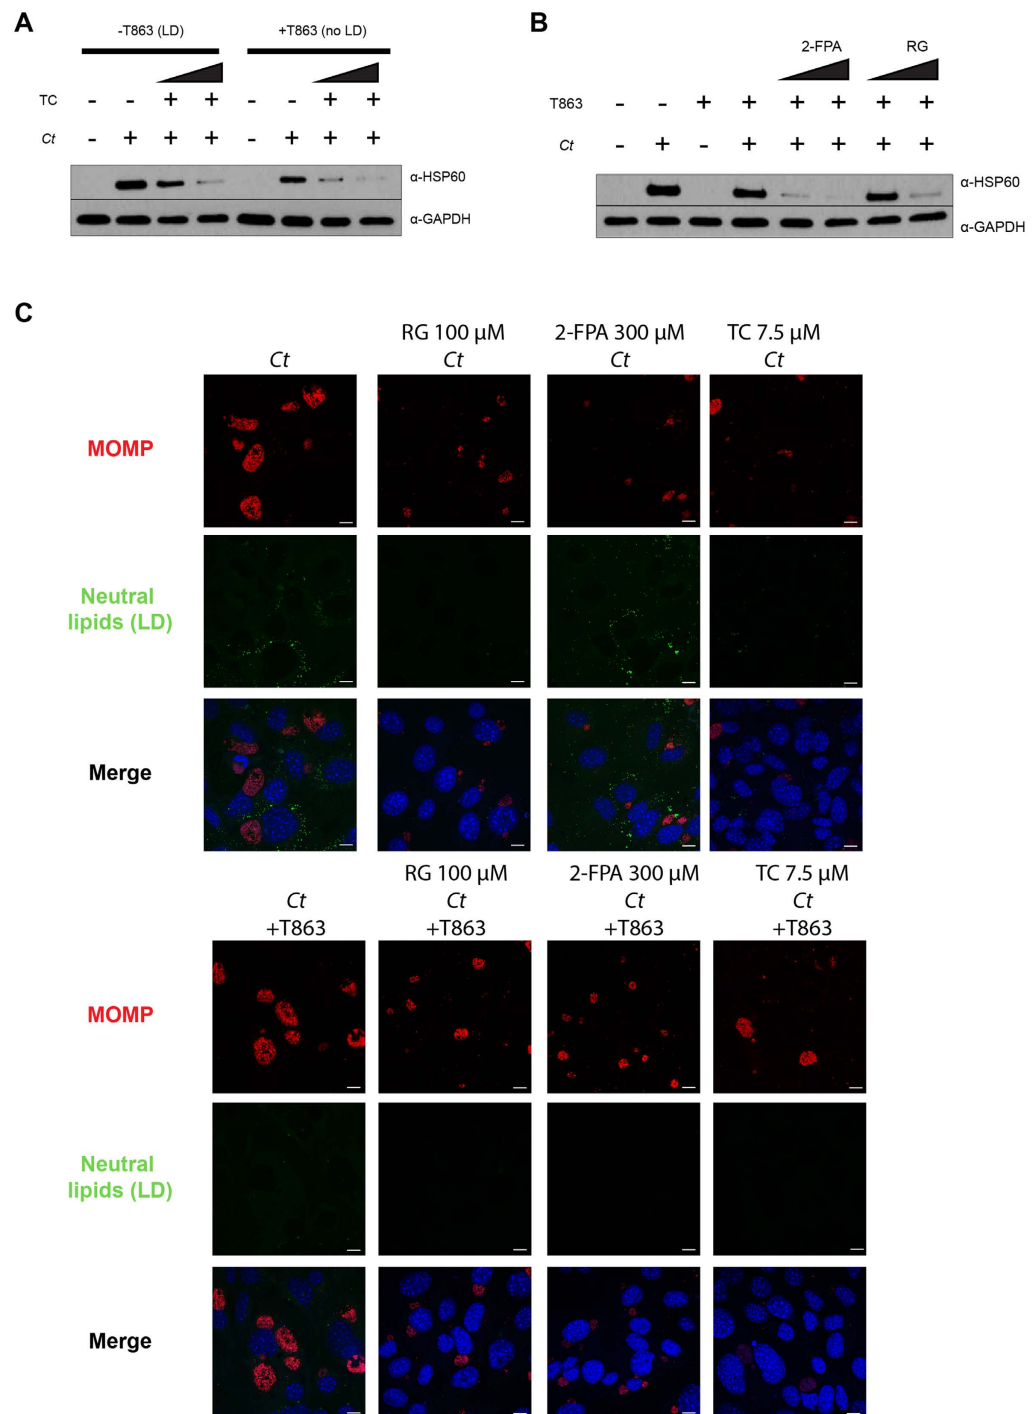 A
-T863 (LD) +T863 (no LD)
TC - - + + - + +
Ct - + + + - + + +
α-HSP60
α-GAPDH
B
2-FPA RG
T863 - - + + + + + +
Ct - + - + + + + +
α-HSP60
α-GAPDH
C
RG 100 µM 2-FPA 300 µM TC 7.5 µM
Ct Ct Ct Ct
MOMP
Neutral
lipids (LD)
Merge
RG 100 µM 2-FPA 300 µM TC 7.5 µM
Ct Ct Ct Ct
+T863 +T863 +T863 +T863
MOMP
Neutral
lipids (LD)
Merge